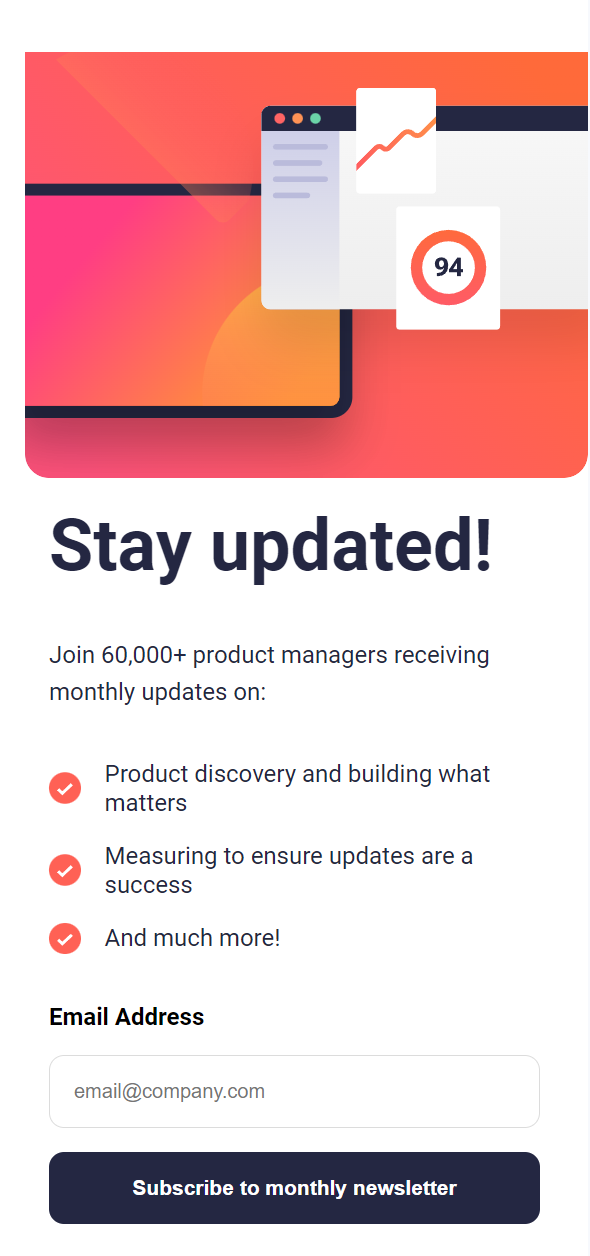 94
Stay updated!
Join 60,000+ product managers receiving
monthly updates on:
Product discovery and building what
matters
Measuring to ensure updates are a
success
And much more!
Email Address
email@company.com
Subscribe to monthly newsletter